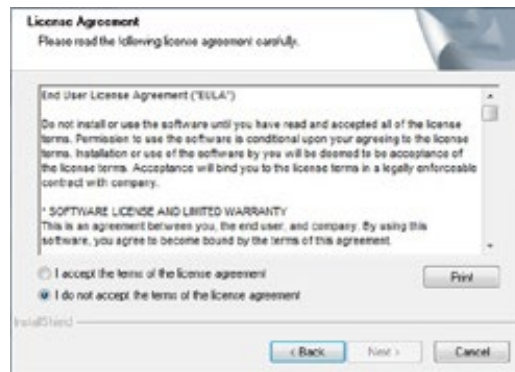 License Agreement
Please read the following license agreement carefully.
End User License Agreement ("EULA")
Do not install or use the software until you have read and accepted all of the license
terms. Permission to use the software is conditional upon your agreeing to the license
terms. Installation or use of the software by you will be deemed to be acceptance of
the license terms. Acceptance will bind you to the license terms in a legally enforceable
contract with company.
* SOFTWARE LICENSE AND LIMITED WARRANTY
This is an agreement between you, the end user, and company. By using this
software, you agree to become bound by the terms of this agreement.
I accept the terms of the license agreement
Print
I do not accept the terms of the license agreement
InstallShield
< Back
Next >
Cancel